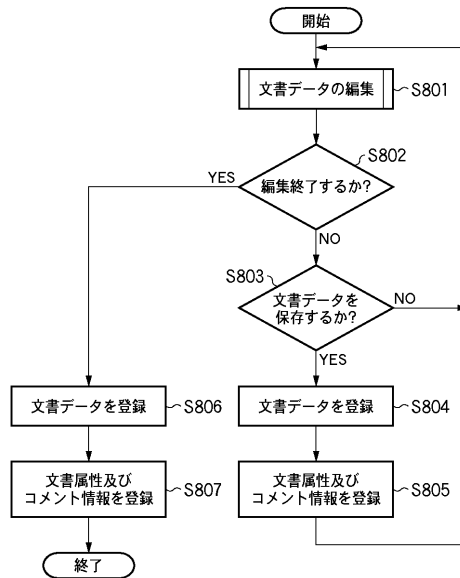 開始
文書データの編集
S801
S802
編集終了するか?
YES
NO
S803
文書データを
保存するか?
NO
YES
文書データを登録
S806
文書データを登録
S804
文書属性及び
コメント情報を登録
S807
文書属性及び
コメント情報を登録
S805
終了